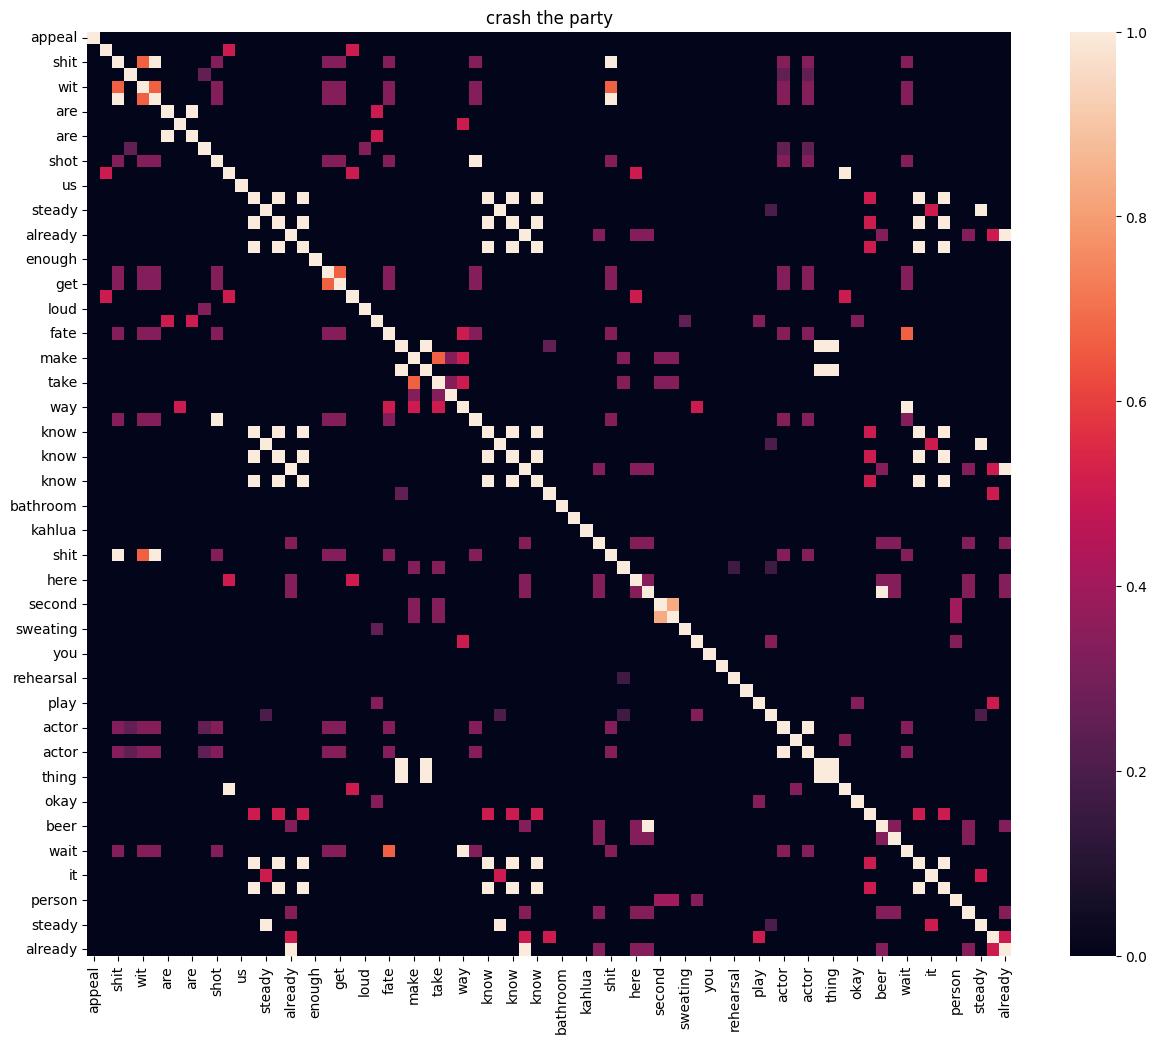 crash the party
appeal
shit
wit
are
are
shot
us
steady
already
enough
get
loud
fate
make
take
way
know
know
know
bathroom
kahlua
shit
here
second
sweating
you
rehearsal
play
actor
actor
thing
okay
beer
wait
it
person
steady
already
appeal shit wit are are shot us steady already enough get loud fate make take way know know know bathroom kahlua shit here second sweating you rehearsal play actor actor thing okay beer wait it person steady already
1.0
0.8
0.6
0.4
0.2
0.0